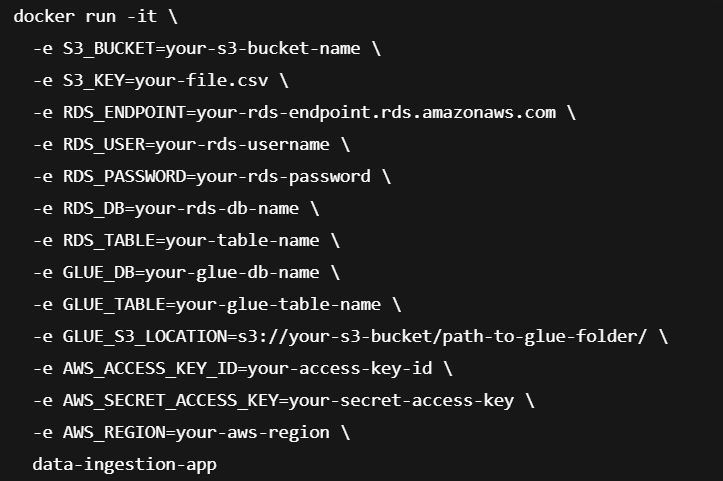 docker run -it \
-e S3_BUCKET=your-s3-bucket-name \
-e S3_KEY=your-file.csv \
-e RDS_ENDPOINT=your-rds-endpoint.rds.amazonaws.com \
-e RDS_USER=your-rds-username \
-e RDS_PASSWORD=your-rds-password \
-e RDS_DB=your-rds-db-name \
-e RDS_TABLE=your-table-name \
-e GLUE_DB=your-glue-db-name \
-e GLUE_TABLE=your-glue-table-name \
-e GLUE_S3_LOCATION=s3://your-s3-bucket/path-to-glue-folder/ \
-e AWS_ACCESS_KEY_ID=your-access-key-id \
-e AWS_SECRET_ACCESS_KEY=your-secret-access-key \
-e AWS_REGION=your-aws-region \
data-ingestion-app